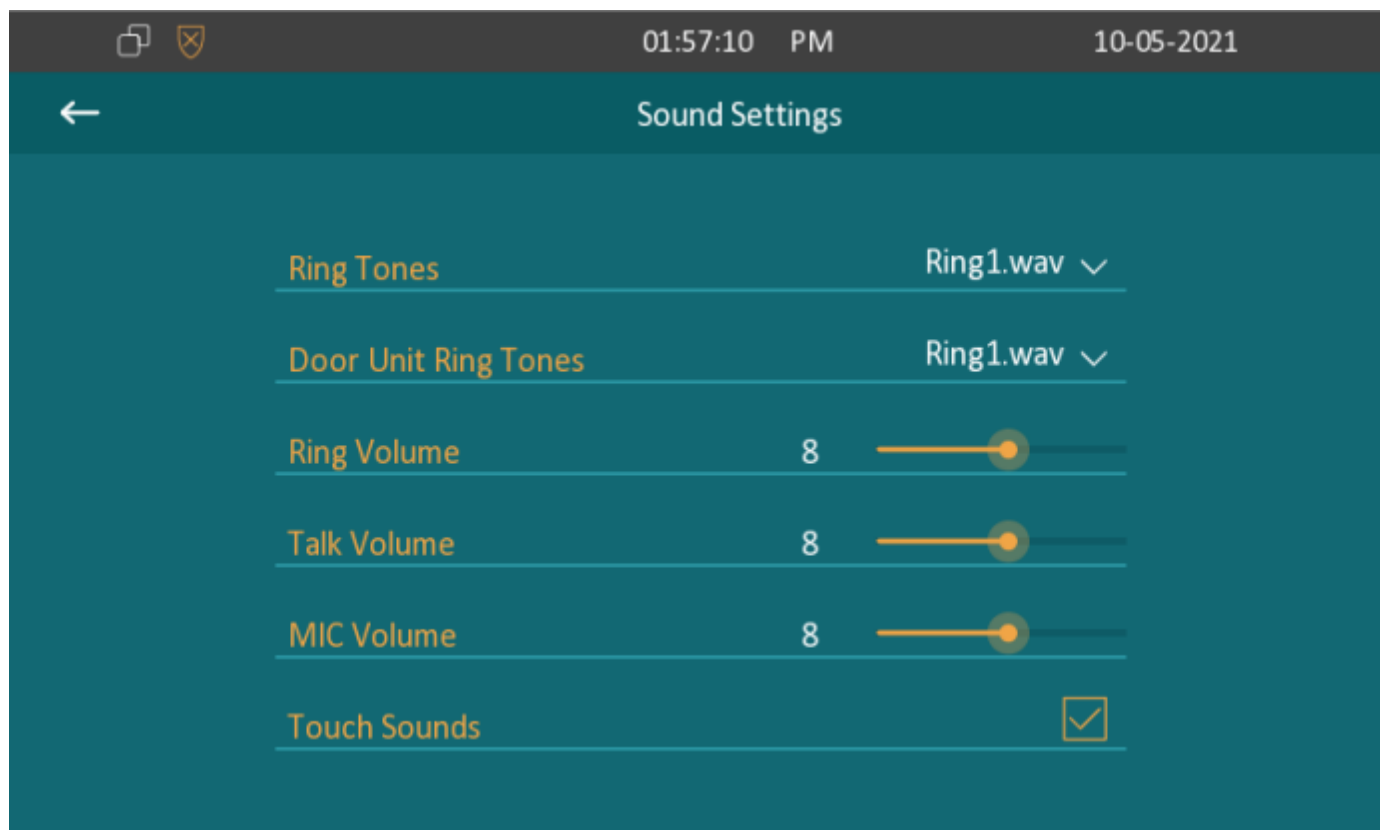 01:57:10 PM 10-05-2021
Sound Settings
Ring Tones Ring1.wav
Door Unit Ring Tones Ring1.wav
Ring Volume 8
Talk Volume 8
MIC Volume 8
Touch Sounds